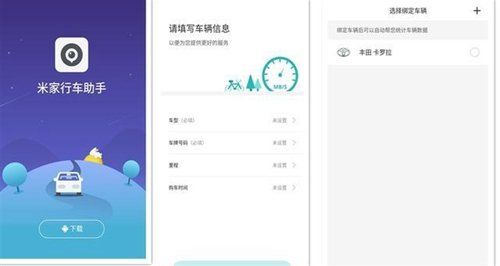 米家行车助手
下载
请填写车辆信息
以便为您提供更好的服务
MB/S
车型（必填）
未设置
车牌号码（必填）
未设置
里程
未设置
购车时间
未设置
选择绑定车辆
绑定车辆后可以自动帮您统计车辆数据
丰田 卡罗拉